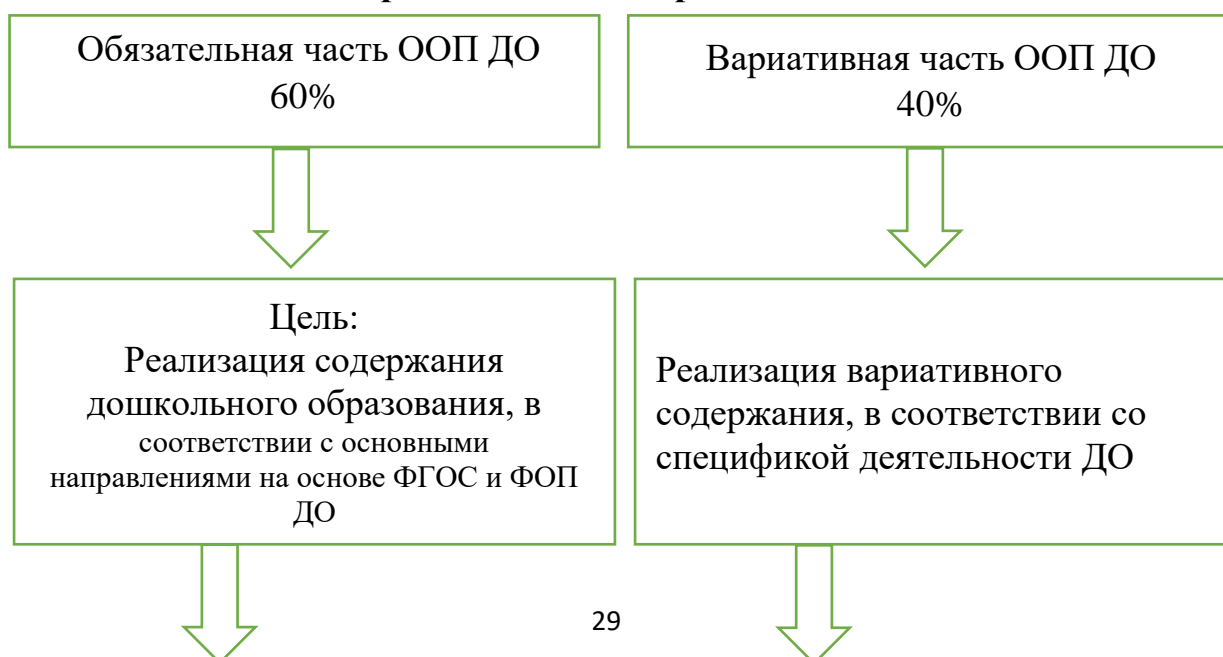 Обязательная часть ООП ДО
60%
Вариативная часть ООП ДО
40%
Цель:
Реализация содержания
дошкольного образования, в
соответствии с основными
направлениями на основе ФГОС и ФОП
ДО
Реализация вариативного
содержания, в соответствии со
спецификой деятельности ДО
29